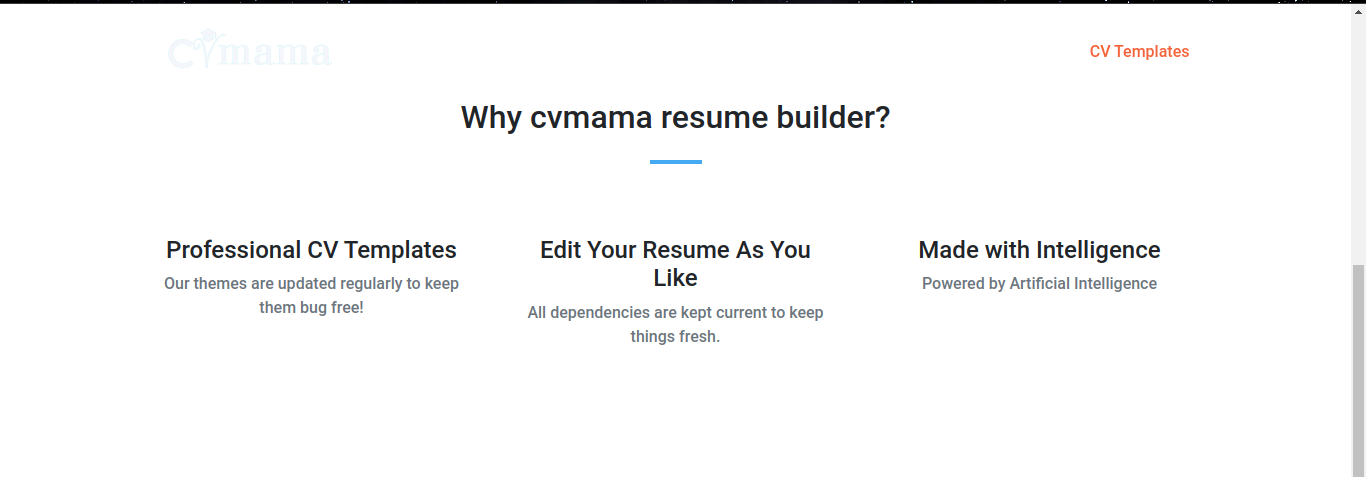 cvmama
CV Templates
Why cvmama resume builder?
Professional CV Templates
Our themes are updated regularly to keep
them bug free!
Edit Your Resume As You
Like
All dependencies are kept current to keep
things fresh.
Made with Intelligence
Powered by Artificial Intelligence